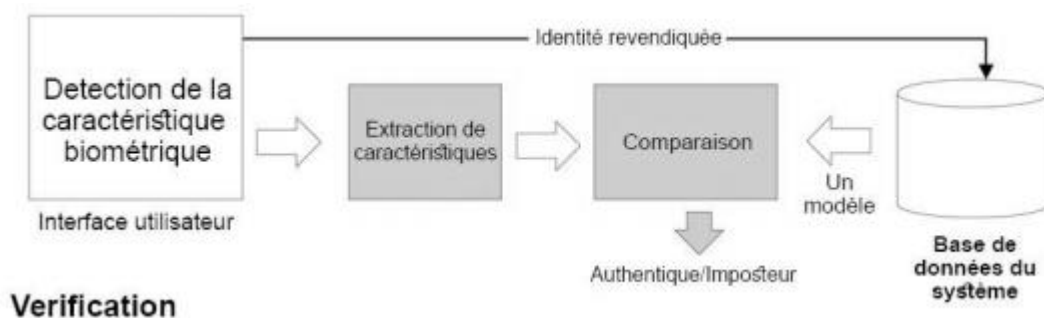 Identité revendiquée
Detection de la
caractéristique
biométrique
Interface utilisateur
Extraction de
caractéristiques
Comparaison
Un
modèle
Authentique/Imposteur
Base de
données du
système
Verification